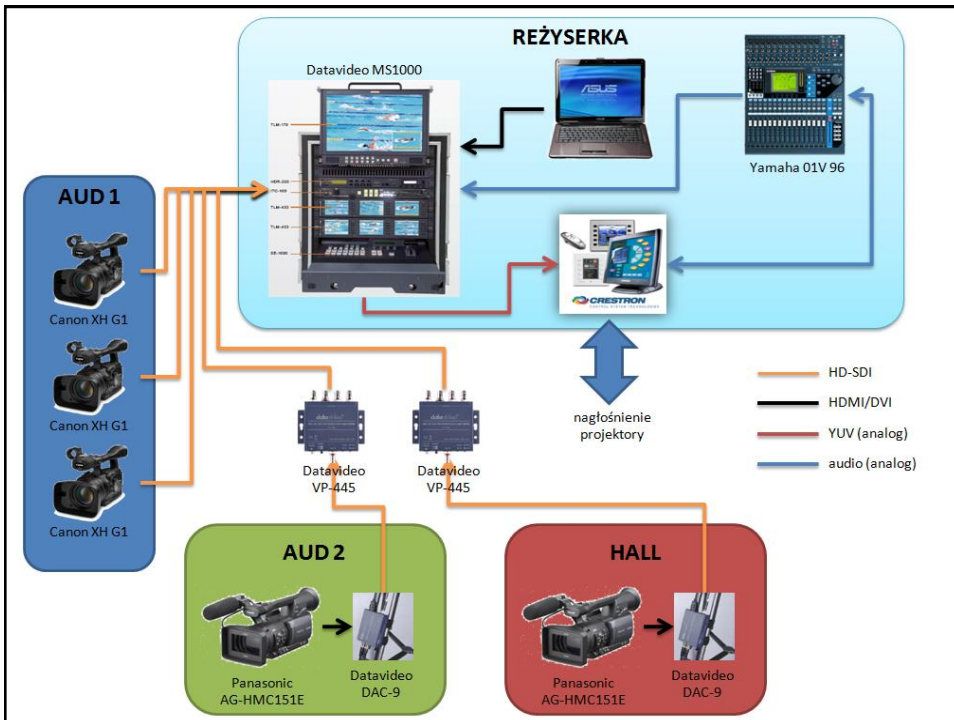 REŻYSERKA
Datavideo MS1000
ASUS
Yamaha 01V 96
CRESTRON
AUD 1
Canon XH G1
Canon XH G1
Canon XH G1
nagłośnienie
projektory
HD-SDI
HDMI/DVI
YUV (analog)
audio (analog)
Datavideo
VP-445
Datavideo
VP-445
AUD 2
Panasonic
AG-HMC151E
Datavideo
DAC-9
HALL
Panasonic
AG-HMC151E
Datavideo
DAC-9